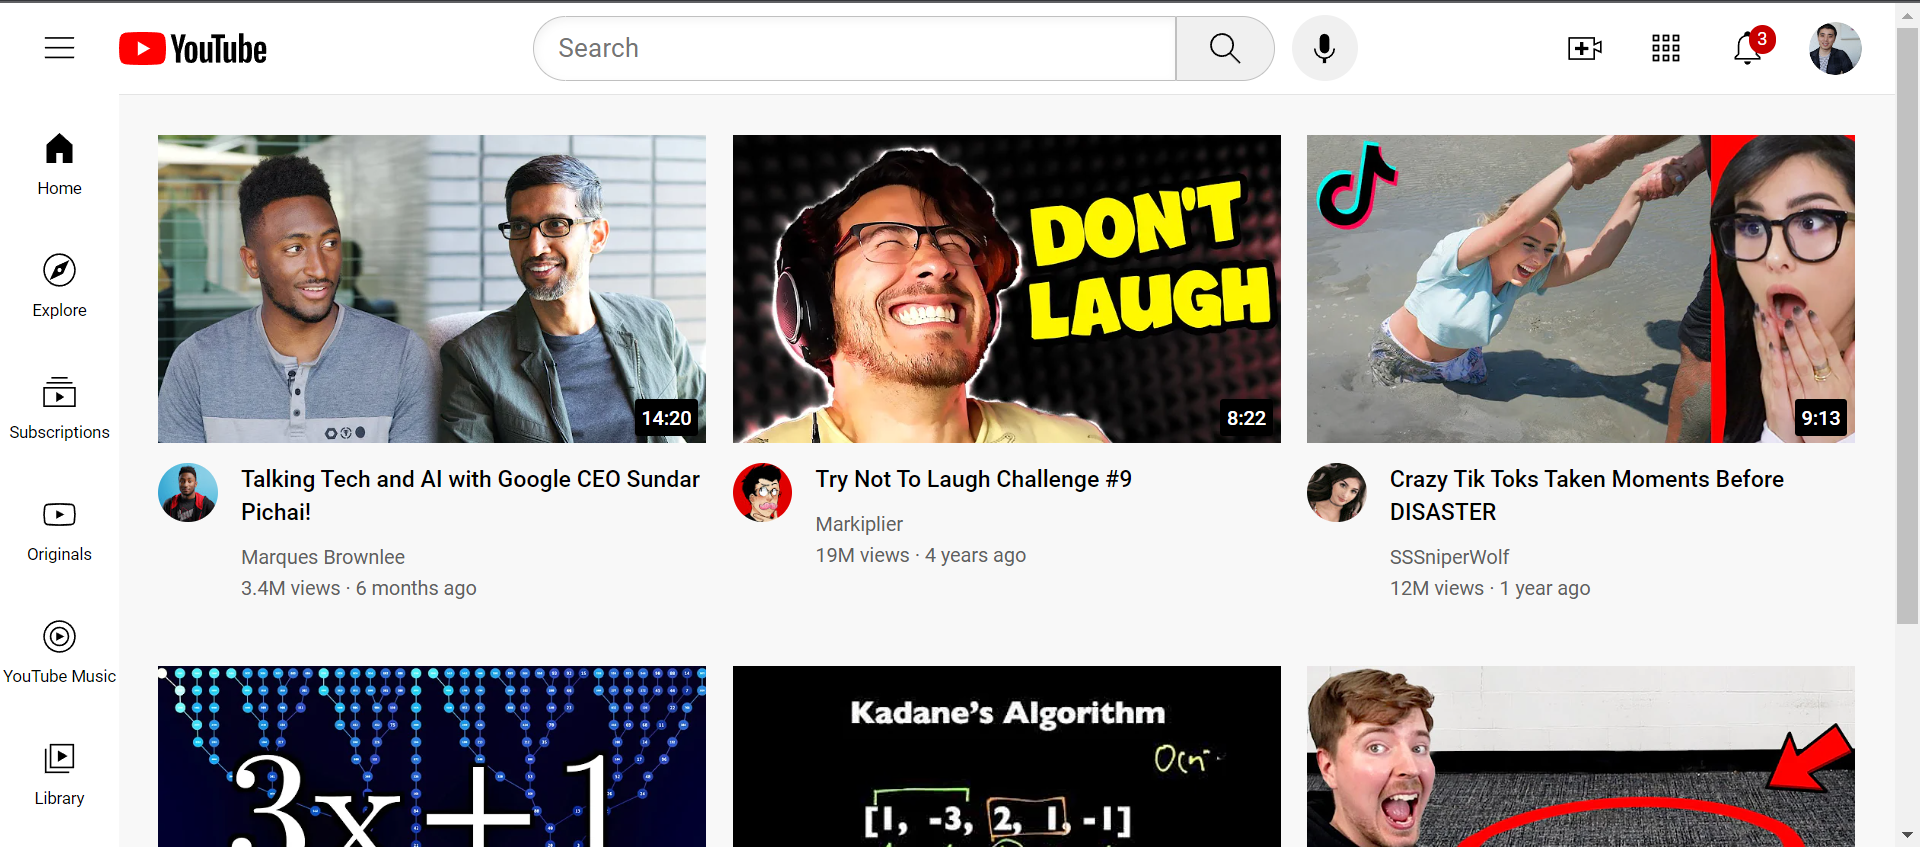 YouTube
Search
3
Home
Explore
Subscriptions
Originals
YouTube Music
Library
14:20
Talking Tech and AI with Google CEO Sundar
Pichai!
Marques Brownlee
3.4M views · 6 months ago
DON'T
LAUGH
8:22
Try Not To Laugh Challenge #9
Markiplier
19M views · 4 years ago
9:13
Crazy Tik Toks Taken Moments Before
DISASTER
SSSniperWolf
12M views · 1 year ago
3x+1
Kadane's Algorithm
[1, -3, 2, 1, -1]